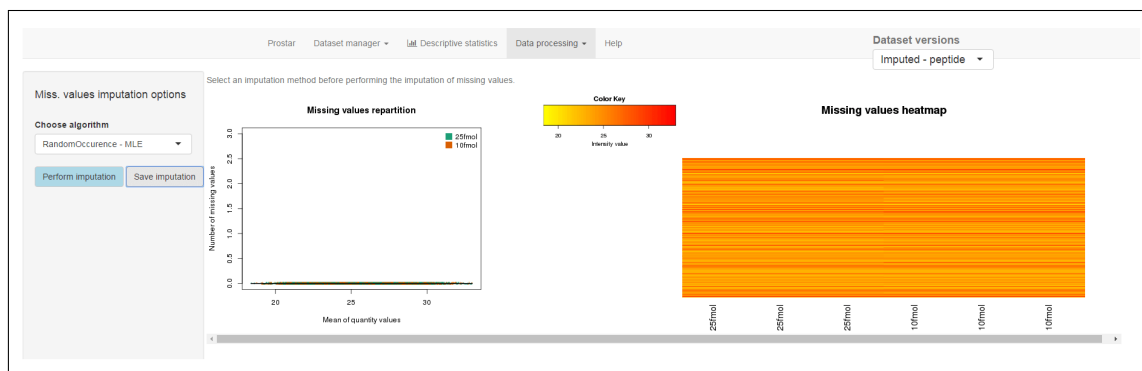 Prostar Dataset manager Descriptive statistics Data processing Help
Dataset versions
Imputed - peptide
Miss. values imputation options
Choose algorithm
RandomOccurence - MLE
Perform imputation Save imputation
Select an imputation method before performing the imputation of missing values.
Missing values repartition
25fmol
10fmol
Number of missing values
3.0
2.5
2.0
1.5
1.0
0.5
0.0
20 25 30
Mean of quantity values
Color Key
20 25 30
Intensity value
Missing values heatmap
25fmol 25fmol 25fmol 10fmol 10fmol 10fmol